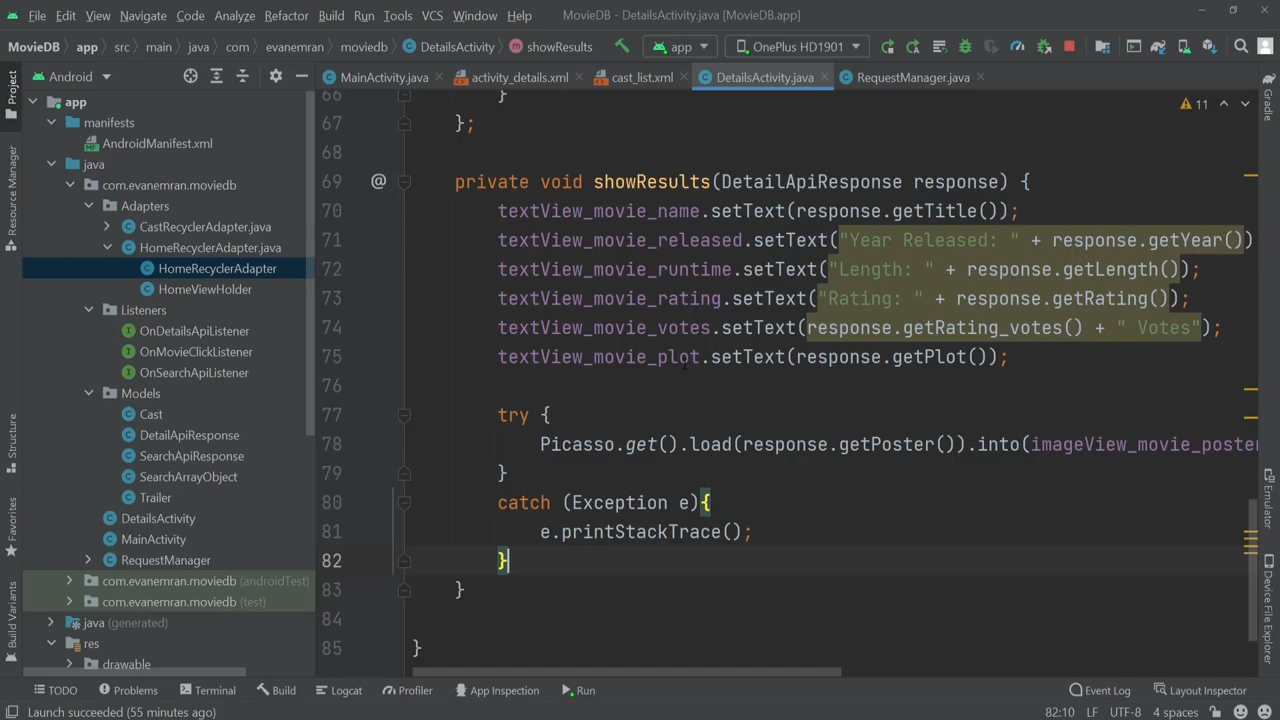 File Edit View Navigate Code Analyze Refactor Build Run Tools VCS Window Help MovieDB - DetailsActivity.java [MovieDB.app]
MovieDB app src main java com evanemran moviedb DetailsActivity showResults app OnePlus HD1901
Android MainActivity.java activity_details.xml cast_list.xml DetailsActivity.java RequestManager.java
Project
Resource Manager
Structure
Favorites
Build Variants
app
manifests
AndroidManifest.xml
java
com.evanemran.moviedb
Adapters
CastRecyclerAdapter.java
HomeRecyclerAdapter.java
HomeRecyclerAdapter
HomeViewHolder
Listeners
OnDetailsApiListener
OnMovieClickListener
OnSearchApiListener
Models
Cast
DetailApiResponse
SearchApiResponse
SearchArrayObject
Trailer
DetailsActivity
MainActivity
RequestManager
com.evanemran.moviedb (androidTest)
com.evanemran.moviedb (test)
java (generated)
res
drawable
11
66 }
67 };
68
69 @ private void showResults(DetailApiResponse response) {
70 textView_movie_name.setText(response.getTitle());
71 textView_movie_released.setText("Year Released: " + response.getYear())
72 textView_movie_runtime.setText("Length: " + response.getLength());
73 textView_movie_rating.setText("Rating: " + response.getRating());
74 textView_movie_votes.setText(response.getRating_votes() + " Votes");
75 textView_movie_plot.setText(response.getPlot());
76
77 try {
78 Picasso.get().load(response.getPoster()).into(imageView_movie_poster
79 }
80 catch (Exception e){
81 e.printStackTrace();
82 }
83 }
84
85 }
Gradle
Emulator
Device File Explorer
TODO Problems Terminal Build Logcat Profiler App Inspection Run Event Log Layout Inspector
Launch succeeded (55 minutes ago) 82:10 LF UTF-8 4 spaces